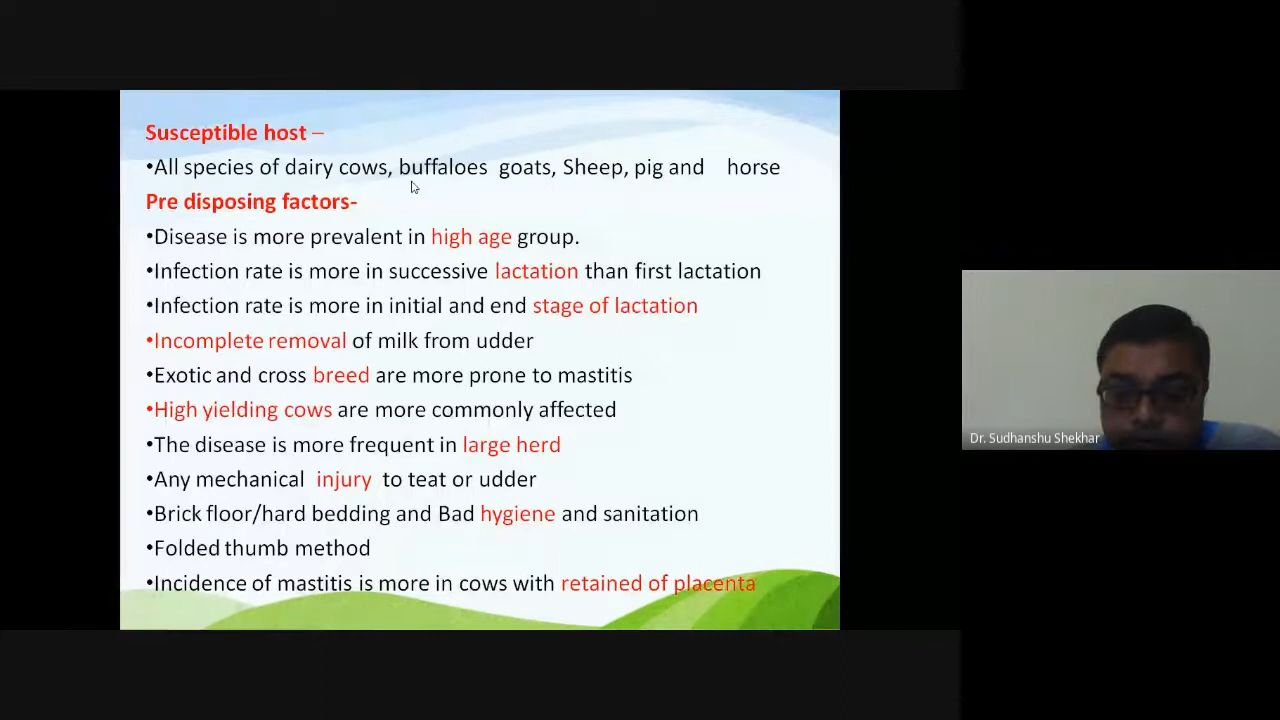 Susceptible host –
•All species of dairy cows, buffaloes goats, Sheep, pig and horse
Pre disposing factors-
•Disease is more prevalent in high age group.
•Infection rate is more in successive lactation than first lactation
•Infection rate is more in initial and end stage of lactation
•Incomplete removal of milk from udder
•Exotic and cross breed are more prone to mastitis
•High yielding cows are more commonly affected
•The disease is more frequent in large herd
•Any mechanical injury to teat or udder
•Brick floor/hard bedding and Bad hygiene and sanitation
•Folded thumb method
•Incidence of mastitis is more in cows with retained of placenta
Dr. Sudhanshu Shekhar